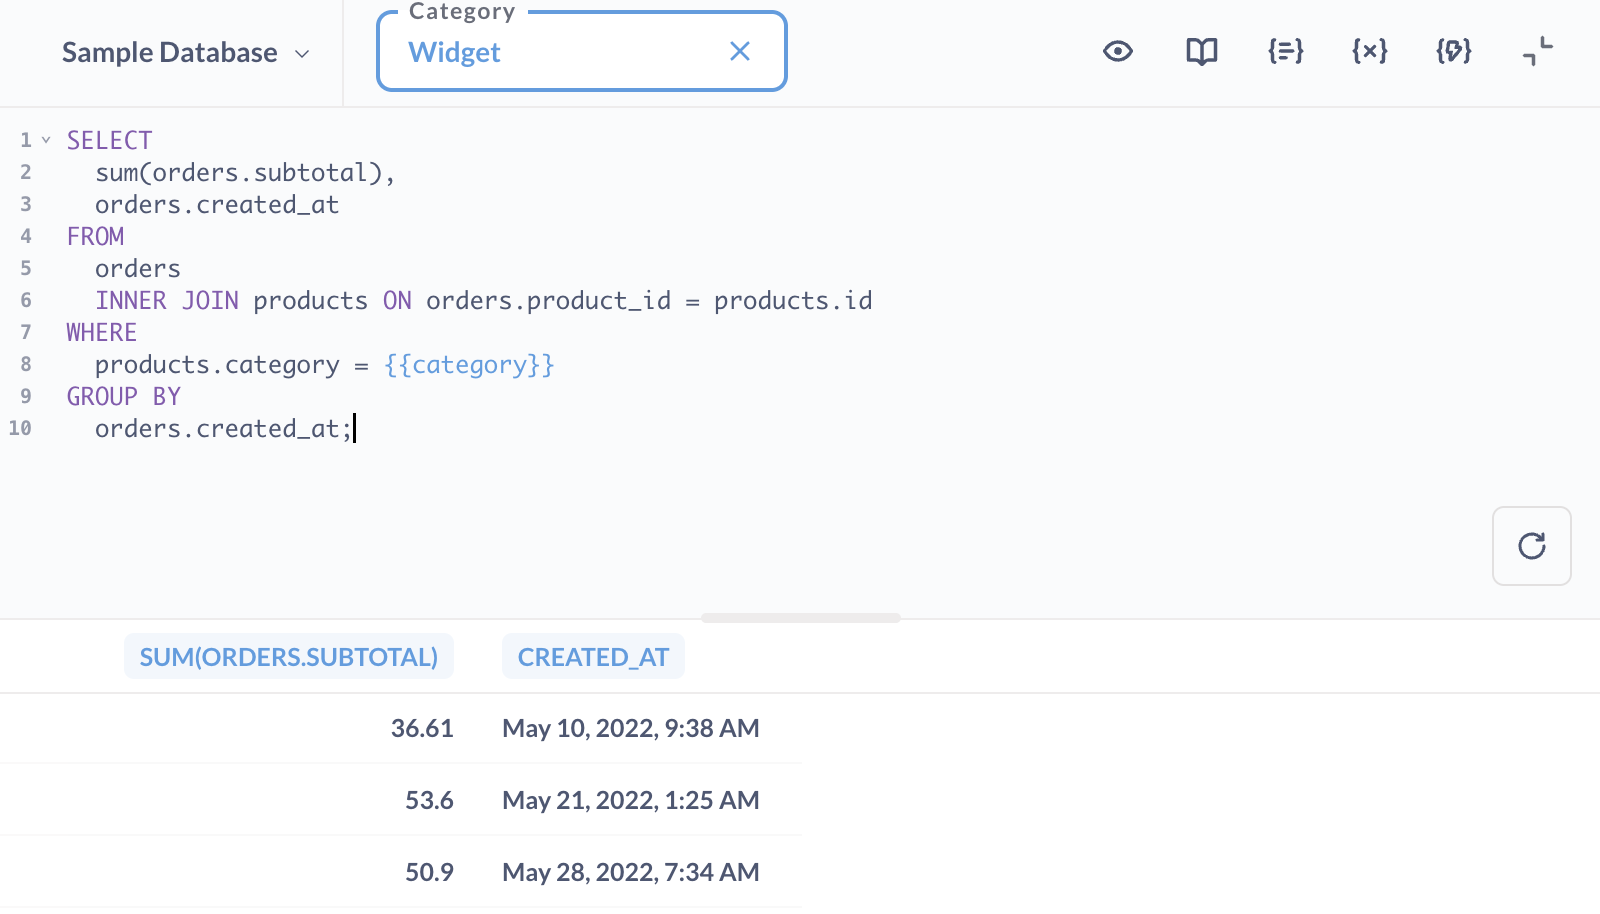 Sample Database
Category
Widget
1 SELECT
2 sum(orders.subtotal),
3 orders.created_at
4 FROM
5 orders
6 INNER JOIN products ON orders.product_id = products.id
7 WHERE
8 products.category = {{category}}
9 GROUP BY
10 orders.created_at;
SUM(ORDERS.SUBTOTAL) CREATED_AT
36.61 May 10, 2022, 9:38 AM
53.6 May 21, 2022, 1:25 AM
50.9 May 28, 2022, 7:34 AM